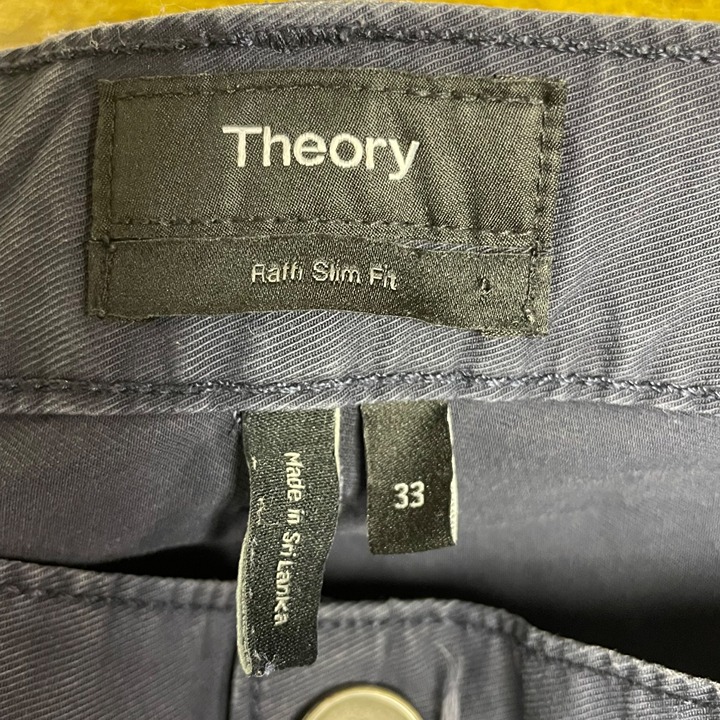 Theory
Raffi Slim Fit
Made in Sri Lanka
33